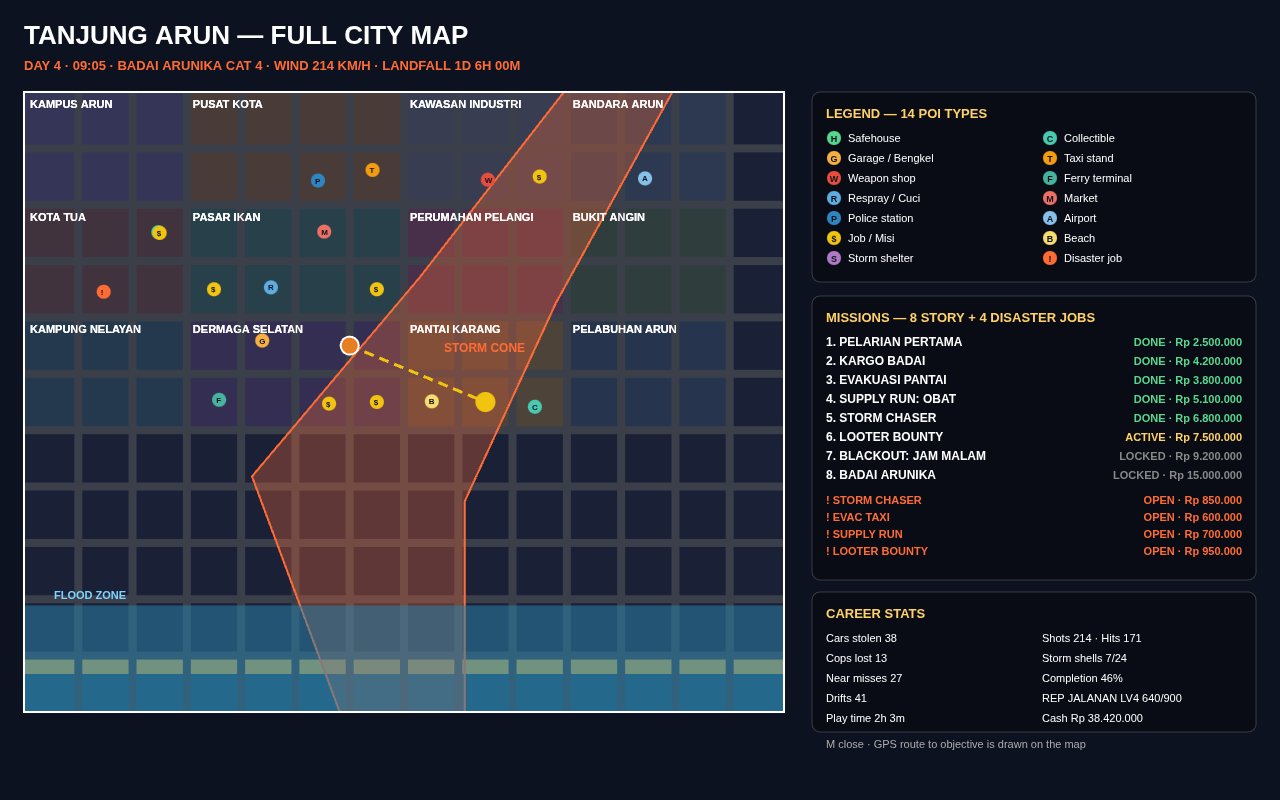 TANJUNG ARUN — FULL CITY MAP
DAY 4 · 09:05 · BADAI ARUNIKA CAT 4 · WIND 214 KM/H · LANDFALL 1D 6H 00M
KAMPUS ARUN PUSAT KOTA KAWASAN INDUSTRI BANDARA ARUN
P T W $ A
KOTA TUA PASAR IKAN PERUMAHAN PELANGI BUKIT ANGIN
$ M
! $ R $
KAMPUNG NELAYAN DERMAGA SELATAN PANTAI KARANG PELABUHAN ARUN
G
STORM CONE
F $ $ B C
FLOOD ZONE
LEGEND — 14 POI TYPES
H Safehouse
G Garage / Bengkel
W Weapon shop
R Respray / Cuci
P Police station
$ Job / Misi
S Storm shelter
C Collectible
T Taxi stand
F Ferry terminal
M Market
A Airport
B Beach
! Disaster job
MISSIONS — 8 STORY + 4 DISASTER JOBS
1. PELARIAN PERTAMA DONE · Rp 2.500.000
2. KARGO BADAI DONE · Rp 4.200.000
3. EVAKUASI PANTAI DONE · Rp 3.800.000
4. SUPPLY RUN: OBAT DONE · Rp 5.100.000
5. STORM CHASER DONE · Rp 6.800.000
6. LOOTER BOUNTY ACTIVE · Rp 7.500.000
7. BLACKOUT: JAM MALAM LOCKED · Rp 9.200.000
8. BADAI ARUNIKA LOCKED · Rp 15.000.000
! STORM CHASER OPEN · Rp 850.000
! EVAC TAXI OPEN · Rp 600.000
! SUPPLY RUN OPEN · Rp 700.000
! LOOTER BOUNTY OPEN · Rp 950.000
CAREER STATS
Cars stolen 38
Cops lost 13
Near misses 27
Drifts 41
Play time 2h 3m
Shots 214 · Hits 171
Storm shells 7/24
Completion 46%
REP JALANAN LV4 640/900
Cash Rp 38.420.000
M close · GPS route to objective is drawn on the map